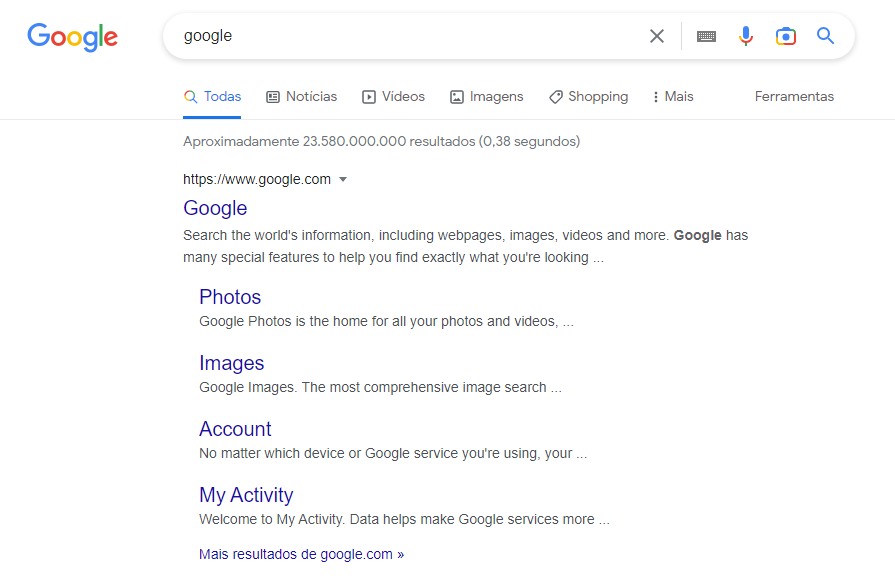 Google
google
Todas
Notícias
Vídeos
Imagens
Shopping
Mais
Ferramentas
Aproximadamente 23.580.000.000 resultados (0,38 segundos)
https://www.google.com
Google
Search the world's information, including webpages, images, videos and more. Google has
many special features to help you find exactly what you're looking ...
Photos
Google Photos is the home for all your photos and videos, ...
Images
Google Images. The most comprehensive image search ...
Account
No matter which device or Google service you're using, your ...
My Activity
Welcome to My Activity. Data helps make Google services more ...
Mais resultados de google.com »